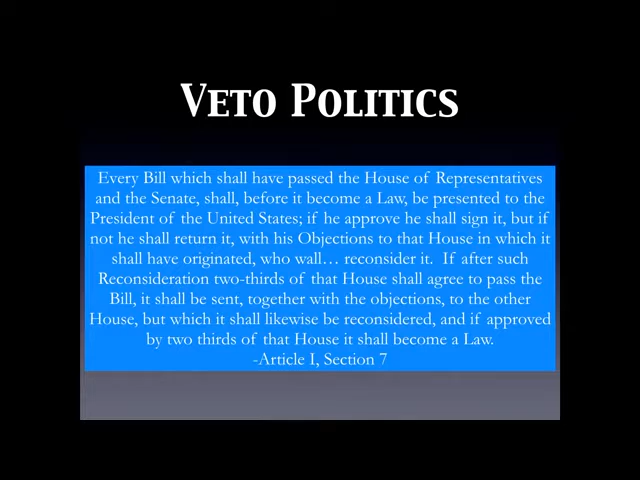 Veto Politics
Every Bill which shall have passed the House of Representatives
and the Senate, shall, before it become a Law, be presented to the
President of the United States; if he approve he shall sign it, but if
not he shall return it, with his Objections to that House in which it
shall have originated, who wall… reconsider it.  If after such
Reconsideration two-thirds of that House shall agree to pass the
Bill, it shall be sent, together with the objections, to the other
House, but which it shall likewise be reconsidered, and if approved
by two thirds of that House it shall become a Law.
-Article I, Section 7